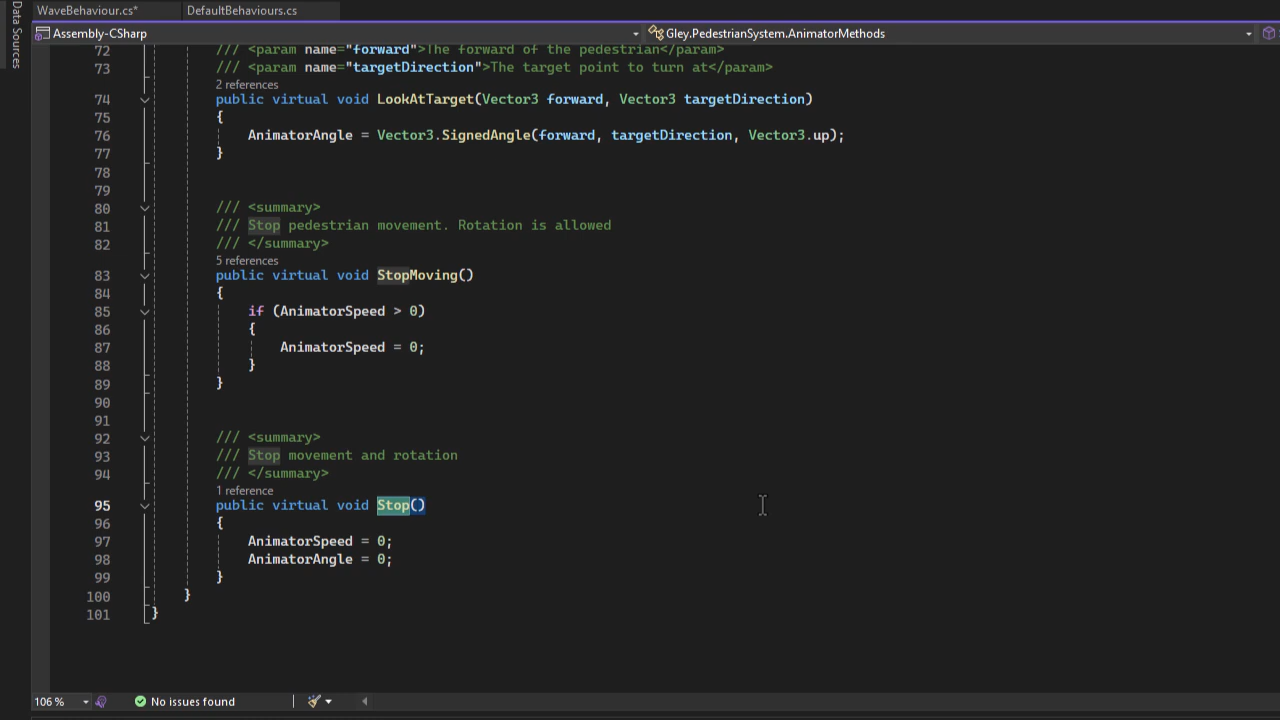 WaveBehaviour.cs* DefaultBehaviours.cs
Data Sources
Assembly-CSharp Gley.PedestrianSystem.AnimatorMethods
72 /// <param name="forward">The forward of the pedestrian</param>
73 /// <param name="targetDirection">The target point to turn at</param>
2 references
74 public virtual void LookAtTarget(Vector3 forward, Vector3 targetDirection)
75 {
76 AnimatorAngle = Vector3.SignedAngle(forward, targetDirection, Vector3.up);
77 }
78
79
80 /// <summary>
81 /// Stop pedestrian movement. Rotation is allowed
82 /// </summary>
5 references
83 public virtual void StopMoving()
84 {
85 if (AnimatorSpeed > 0)
86 {
87 AnimatorSpeed = 0;
88 }
89 }
90
91
92 /// <summary>
93 /// Stop movement and rotation
94 /// </summary>
1 reference
95 public virtual void Stop()
96 {
97 AnimatorSpeed = 0;
98 AnimatorAngle = 0;
99 }
100 }
101 }
106 % No issues found